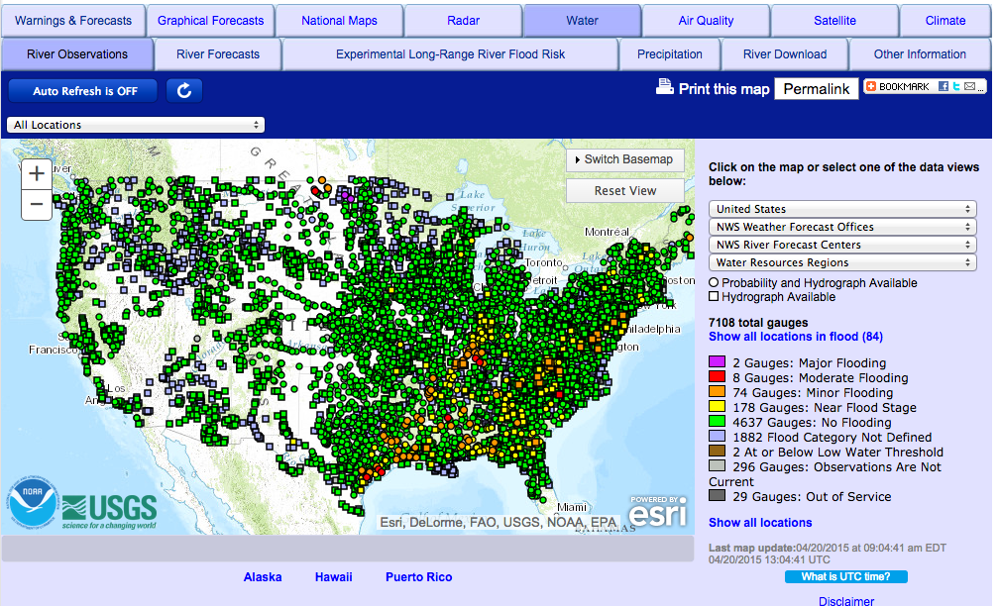 Warnings & Forecasts Graphical Forecasts National Maps Radar Water Air Quality Satellite Climate
River Observations River Forecasts Experimental Long-Range River Flood Risk Precipitation River Download Other Information
Auto Refresh is OFF
Print this map Permalink BOOKMARK
All Locations
+
−
Switch Basemap
Reset View
G R E A T
Lake
Superior
Lake
Huron
Montréal
Toronto
Detroit
Philadelphia
Francisco
Los
Arkansas
Miami
BAHAMAS
NOAA
USGS
science for a changing world
Esri, DeLorme, FAO, USGS, NOAA, EPA
POWERED BY
esri
Alaska Hawaii Puerto Rico
Click on the map or select one of the data views
below:
United States
NWS Weather Forecast Offices
NWS River Forecast Centers
Water Resources Regions
Probability and Hydrograph Available
Hydrograph Available
7108 total gauges
Show all locations in flood (84)
2 Gauges: Major Flooding
8 Gauges: Moderate Flooding
74 Gauges: Minor Flooding
178 Gauges: Near Flood Stage
4637 Gauges: No Flooding
1882 Flood Category Not Defined
2 At or Below Low Water Threshold
296 Gauges: Observations Are Not
Current
29 Gauges: Out of Service
Show all locations
Last map update:04/20/2015 at 09:04:41 am EDT
04/20/2015 13:04:41 UTC
What is UTC time?
Disclaimer